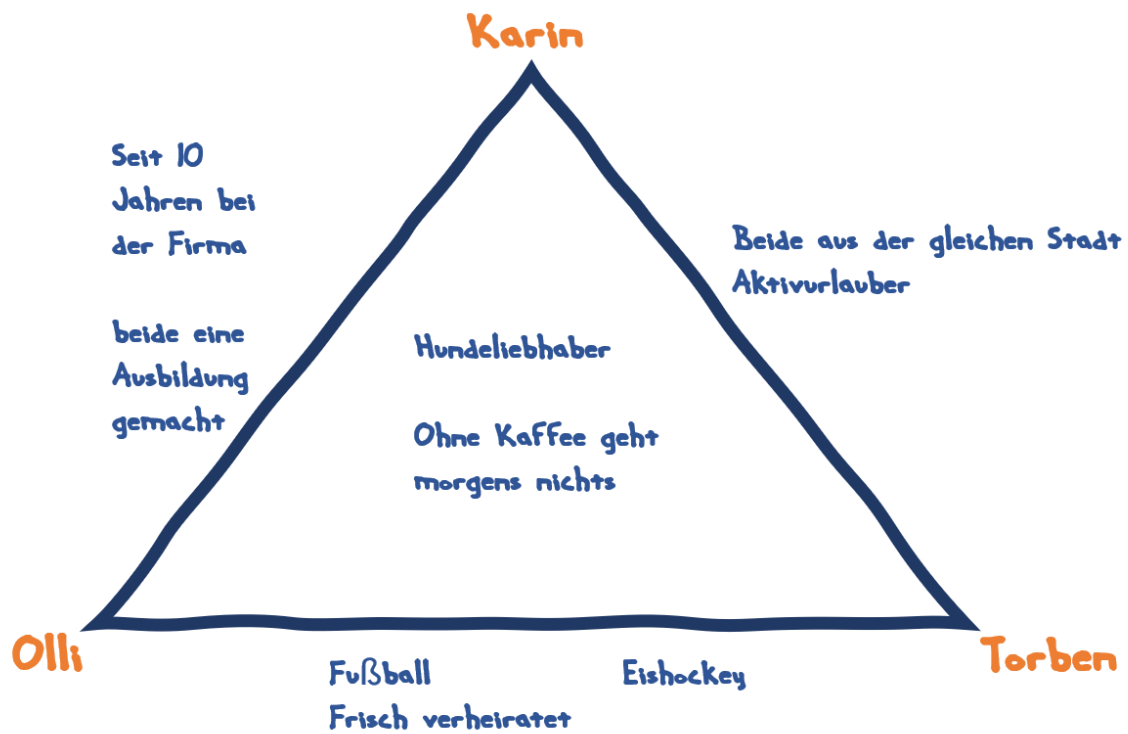 Karin
Seit 10
Jahren bei
der Firma
beide eine
Ausbildung
gemacht
Beide aus der gleichen Stadt
Aktivurlauber
Hundeliebhaber
Ohne Kaffee geht
morgens nichts
Olli
Torben
Fußball
Frisch verheiratet
Eishockey